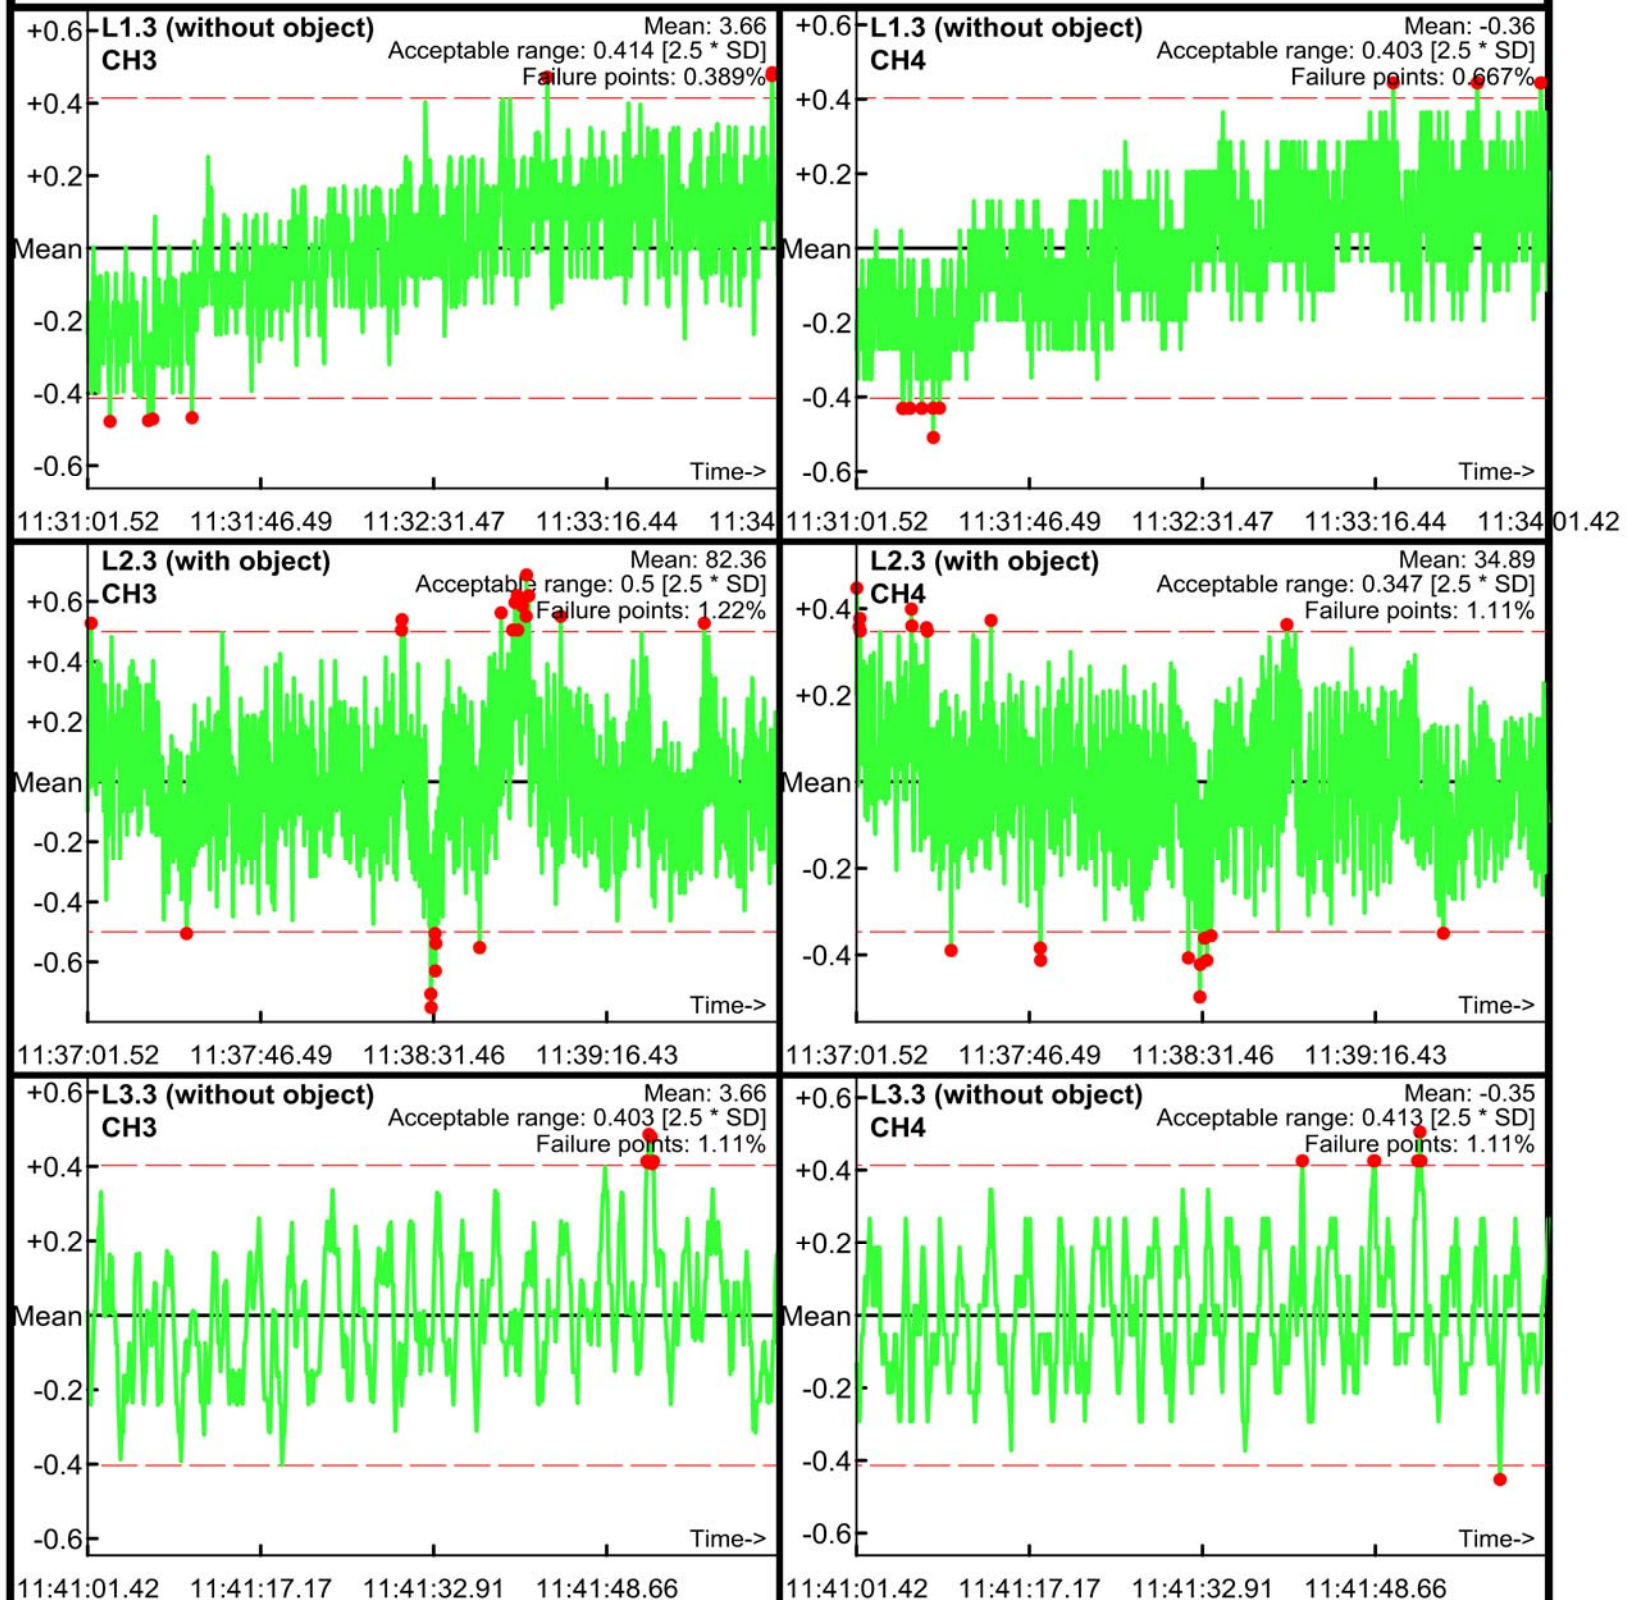 L1.3 (without object)
CH3
Mean: 3.66
Acceptable range: 0.414 [2.5 * SD]
Failure points: 0.389%
+0.6
+0.4
+0.2
Mean
-0.2
-0.4
-0.6
Time->
11:31:01.52 11:31:46.49 11:32:31.47 11:33:16.44 11:34
L1.3 (without object)
CH4
Mean: -0.36
Acceptable range: 0.403 [2.5 * SD]
Failure points: 0.667%
+0.6
+0.4
+0.2
Mean
-0.2
-0.4
-0.6
Time->
11:31:01.52 11:31:46.49 11:32:31.47 11:33:16.44 11:34:01.42
L2.3 (with object)
CH3
Mean: 82.36
Acceptable range: 0.5 [2.5 * SD]
Failure points: 1.22%
+0.6
+0.4
+0.2
Mean
-0.2
-0.4
-0.6
Time->
11:37:01.52 11:37:46.49 11:38:31.46 11:39:16.43
L2.3 (with object)
CH4
Mean: 34.89
Acceptable range: 0.347 [2.5 * SD]
Failure points: 1.11%
+0.4
+0.2
Mean
-0.2
-0.4
Time->
11:37:01.52 11:37:46.49 11:38:31.46 11:39:16.43
L3.3 (without object)
CH3
Mean: 3.66
Acceptable range: 0.403 [2.5 * SD]
Failure points: 1.11%
+0.6
+0.4
+0.2
Mean
-0.2
-0.4
-0.6
Time->
11:41:01.42 11:41:17.17 11:41:32.91 11:41:48.66
L3.3 (without object)
CH4
Mean: -0.35
Acceptable range: 0.413 [2.5 * SD]
Failure points: 1.11%
+0.6
+0.4
+0.2
Mean
-0.2
-0.4
-0.6
Time->
11:41:01.42 11:41:17.17 11:41:32.91 11:41:48.66